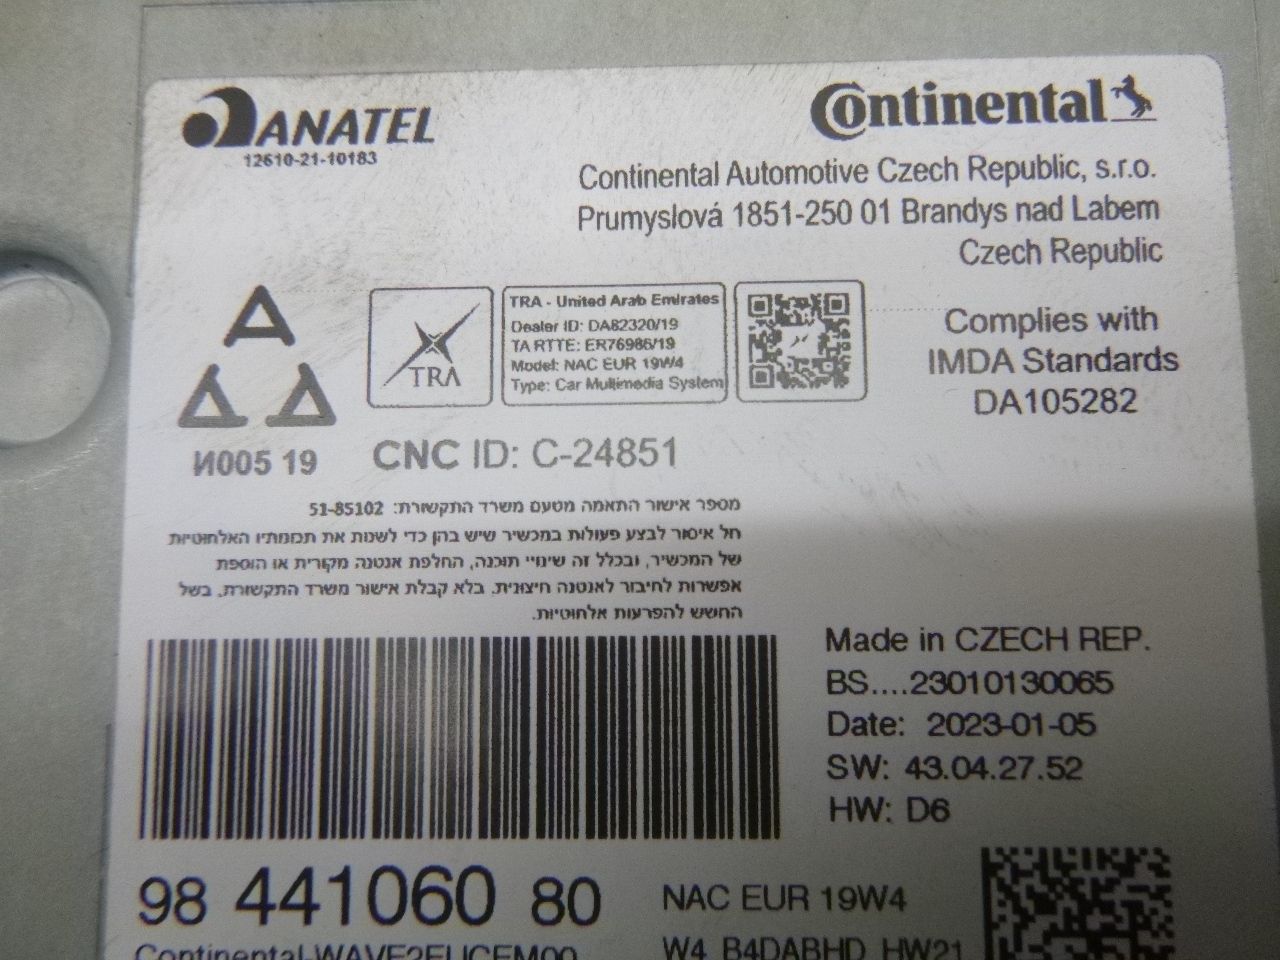 ANATEL
12610-21-10183
Continental
Continental Automotive Czech Republic, s.r.o.
Prumyslová 1851-250 01 Brandys nad Labem
Czech Republic
TRA
TRA - United Arab Emirates
Dealer ID: DA82320/19
TA RTTE: ER76986/19
Model: NAC EUR 19W4
Type: Car Multimedia System
Complies with
IMDA Standards
DA105282
И005 19
CNC ID: C-24851
מספר אישור התאמה מטעם משרד התקשורת: 51-85102
חל איסור לבצע פעולות במכשיר שיש בהן כדי לשנות את תכונותיו האלחוטיות
של המכשיר, ובכלל זה שינויי תוכנה, החלפת אנטנה מקורית או הוספת
אפשרות לחיבור לאנטנה חיצונית, בלא קבלת אישור משרד התקשורת, בשל
החשש להפרעות אלחוטיות.
Made in CZECH REP.
BS....23010130065
Date: 2023-01-05
SW: 43.04.27.52
HW: D6
98 441060 80
NAC EUR 19W4
Continental-WAVE2EUCEM00
W4_B4DABHD_HW21